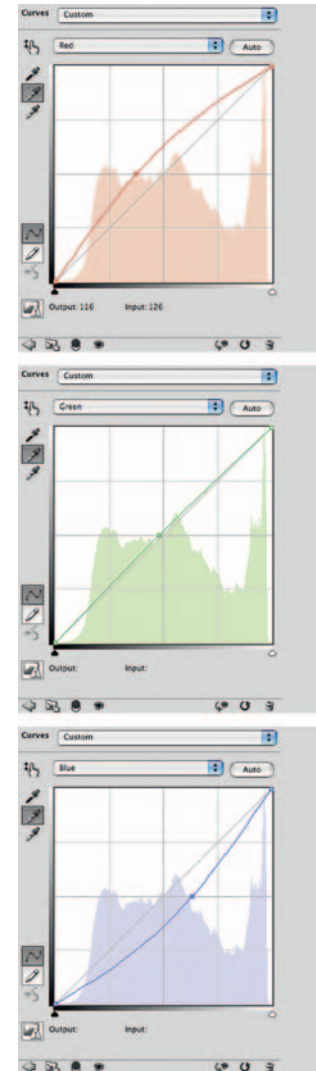 Curves Custom
Red Auto
Output: 116 Input: 126
Curves Custom
Green Auto
Output: Input:
Curves Custom
Blue Auto
Output: Input: